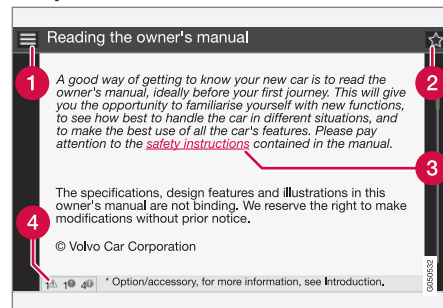 Reading the owner's manual
1
2
A good way of getting to know your new car is to read the
owner's manual, ideally before your first journey. This will give
you the opportunity to familiarise yourself with new functions,
to see how best to handle the car in different situations, and
to make the best use of all the car's features. Please pay
attention to the safety instructions contained in the manual.
3
The specifications, design features and illustrations in this
owner's manual are not binding. We reserve the right to make
modifications without prior notice.
4
© Volvo Car Corporation
1 1 4 * Option/accessory, for more information, see Introduction.
G050532